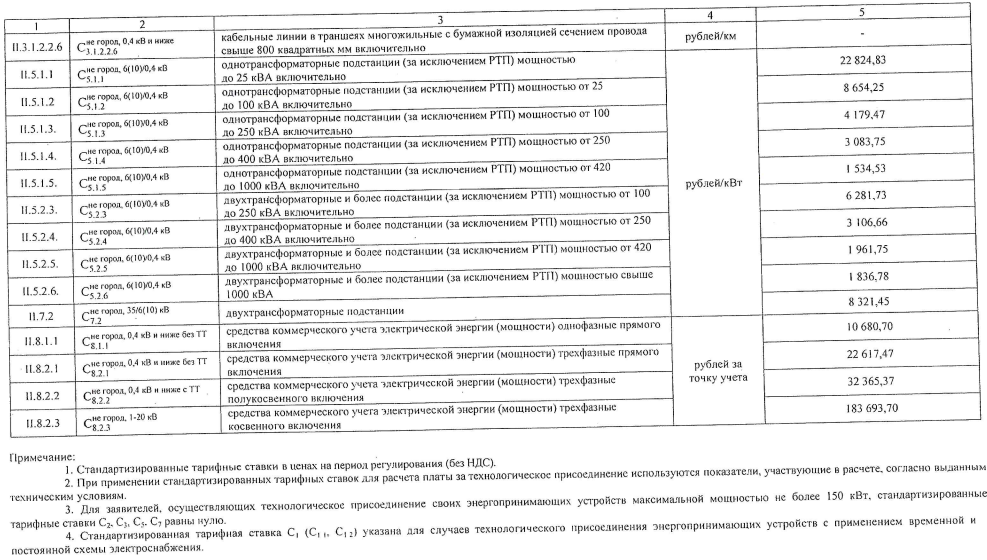 1 2 3 4 5
II.3.1.2.2.6 C не город, 0,4 кВ и ниже 3.1.2.2.6 кабельные линии в траншеях многожильные с бумажной изоляцией сечением провода рублей/км -
свыше 800 квадратных мм включительно
II.5.1.1 C не город, 6(10)/0,4 кВ 5.1.1 однотрансформаторные подстанции (за исключением РТП) мощностью 22 824,83
до 25 кВА включительно
II.5.1.2 C не город, 6(10)/0,4 кВ 5.1.2 однотрансформаторные подстанции (за исключением РТП) мощностью от 25 8 654,25
до 100 кВА включительно
II.5.1.3. C не город, 6(10)/0,4 кВ 5.1.3 однотрансформаторные подстанции (за исключением РТП) мощностью от 100 4 179,47
до 250 кВА включительно
II.5.1.4. C не город, 6(10)/0,4 кВ 5.1.4 однотрансформаторные подстанции (за исключением РТП) мощностью от 250 3 083,75
до 400 кВА включительно
II.5.1.5. C не город, 6(10)/0,4 кВ 5.1.5 однотрансформаторные подстанции (за исключением РТП) мощностью от 420 рублей/кВт 1 534,53
до 1000 кВА включительно
II.5.2.3. C не город, 6(10)/0,4 кВ 5.2.3 двухтрансформаторные и более подстанции (за исключением РТП) мощностью от 100 6 281,73
до 250 кВА включительно
II.5.2.4. C не город, 6(10)/0,4 кВ 5.2.4 двухтрансформаторные и более подстанции (за исключением РТП) мощностью от 250 3 106,66
до 400 кВА включительно
II.5.2.5. C не город, 6(10)/0,4 кВ 5.2.5 двухтрансформаторные и более подстанции (за исключением РТП) мощностью от 420 1 961,75
до 1000 кВА включительно
II.5.2.6. C не город, 6(10)/0,4 кВ 5.2.6 двухтрансформаторные и более подстанции (за исключением РТП) мощностью свыше 1 836,78
1000 кВА
II.7.2 C не город, 35/6(10) кВ 7.2 двухтрансформаторные подстанции 8 321,45
II.8.1.1 C не город, 0,4 кВ и ниже без ТТ 8.1.1 средства коммерческого учета электрической энергии (мощности) однофазные прямого 10 680,70
включения
II.8.2.1 C не город, 0,4 кВ и ниже без ТТ 8.2.1 средства коммерческого учета электрической энергии (мощности) трехфазные прямого рублей за 22 617,47
включения точку учета
II.8.2.2 C не город, 0,4 кВ и ниже с ТТ 8.2.2 средства коммерческого учета электрической энергии (мощности) трехфазные 32 365,37
полукосвенного включения
II.8.2.3 C не город, 1-20 кВ 8.2.3 средства коммерческого учета электрической энергии (мощности) трехфазные 183 693,70
косвенного включения
Примечание:
1. Стандартизированные тарифные ставки в ценах на период регулирования (без НДС).
2. При применении стандартизированных тарифных ставок для расчета платы за технологическое присоединение используются показатели, участвующие в расчете, согласно выданным
техническим условиям.
3. Для заявителей, осуществляющих технологическое присоединение своих энергопринимающих устройств максимальной мощностью не более 150 кВт, стандартизированные
тарифные ставки C2, C3, C5, C7 равны нулю.
4. Стандартизированная тарифная ставка C1 (C1.1, C1.2) указана для случаев технологического присоединения энергопринимающих устройств с применением временной и
постоянной схемы электроснабжения.